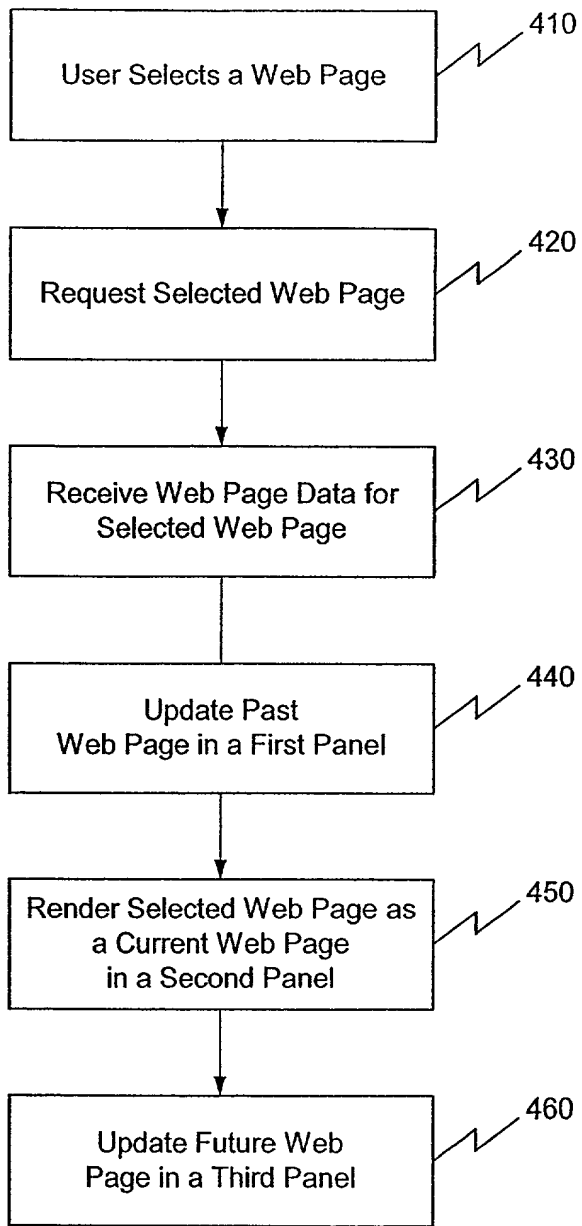 410
User Selects a Web Page
420
Request Selected Web Page
430
Receive Web Page Data for
Selected Web Page
440
Update Past
Web Page in a First Panel
450
Render Selected Web Page as
a Current Web Page
in a Second Panel
460
Update Future Web
Page in a Third Panel